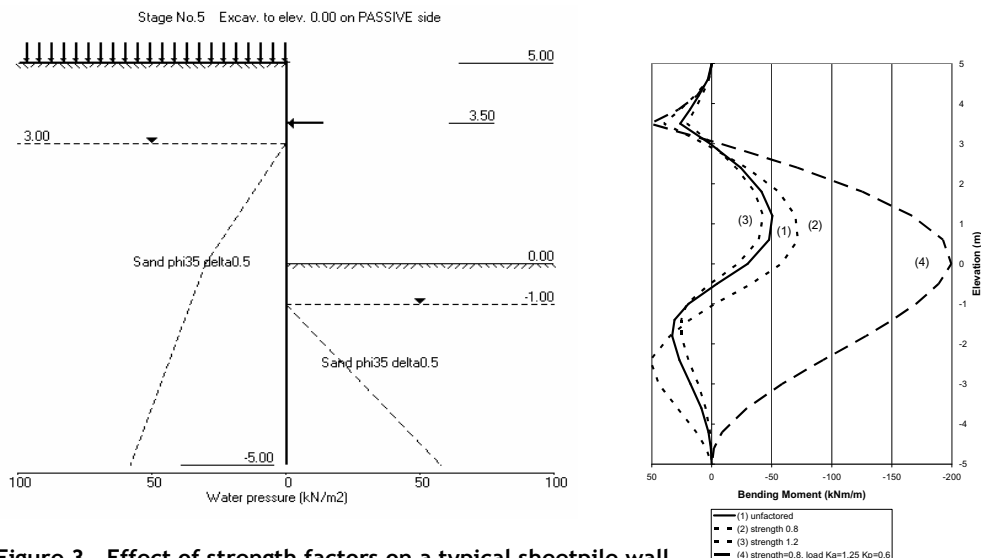 Stage No.5 Excav. to elev. 0.00 on PASSIVE side
5.00
3.50
3.00
Sand phi35 delta0.5
0.00
-1.00
Sand phi35 delta0.5
-5.00
100 50 0 50 100
Water pressure (kN/m2)
5
4
3
2
1
0
-1
-2
-3
-4
-5
Elevation (m)
(3)
(1)
(2)
(4)
50 0 -50 -100 -150 -200
Bending Moment (kNm/m)
(1) unfactored
(2) strength 0.8
(3) strength 1.2
(4) strength=0.8, load Ka=1.25 Kp=0.6
Figure 3 Effect of strength factors on a typical sheetpile wall